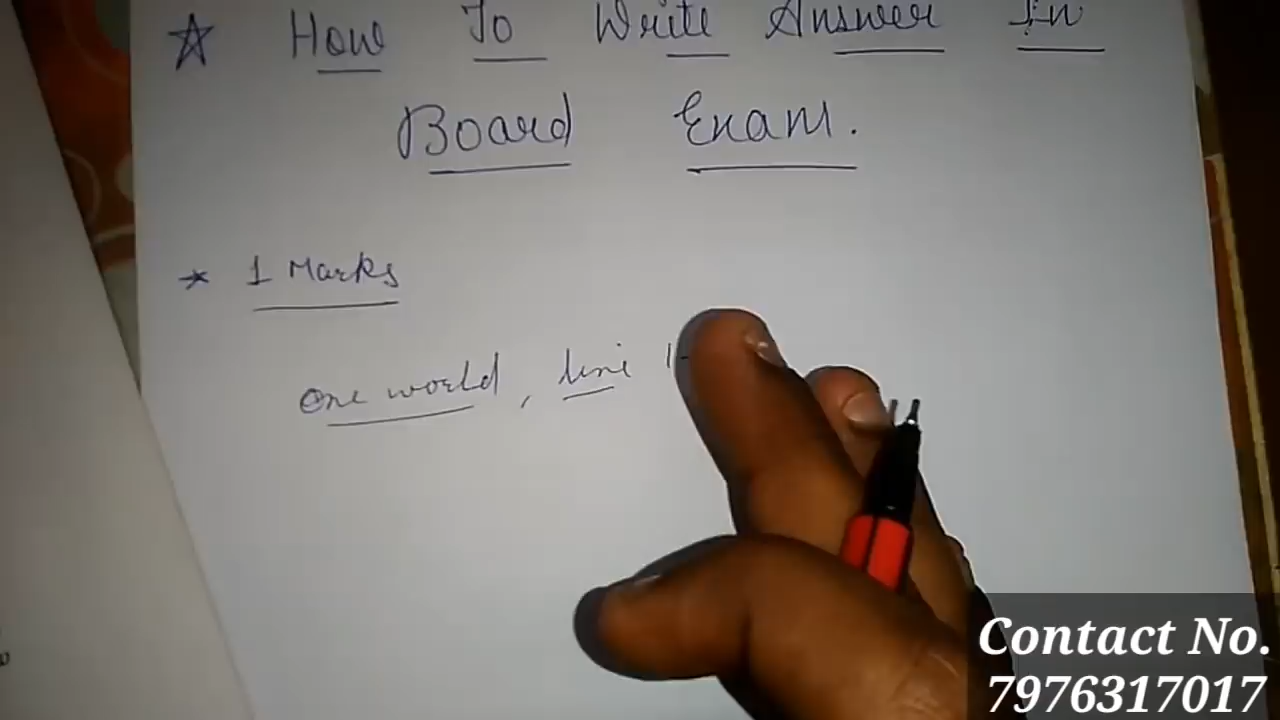 ☆ How To Write Answer In
Board Exam.
* 1 Marks
One world, line
Contact No.
7976317017